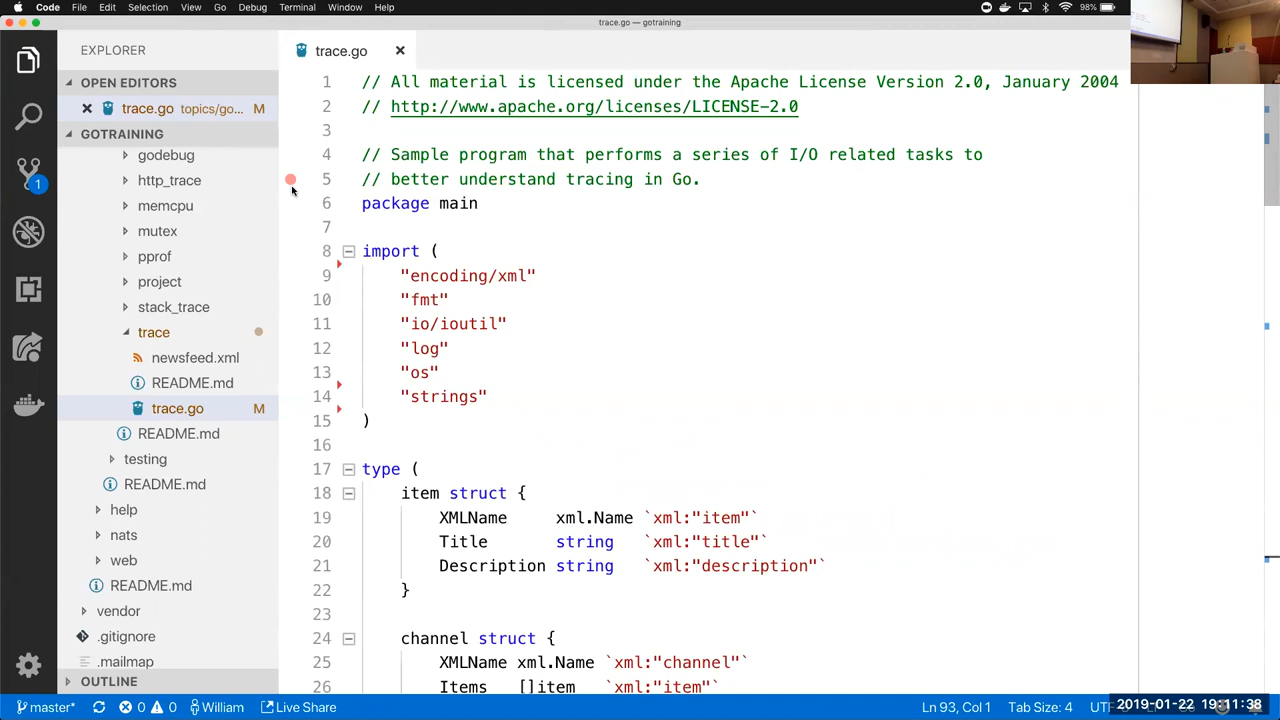 Code File Edit Selection View Go Debug Terminal Window Help 98%
trace.go — gotraining
EXPLORER
OPEN EDITORS
trace.go topics/go... M
GOTRAINING
godebug
http_trace
memcpu
mutex
pprof
project
stack_trace
trace
newsfeed.xml
README.md
trace.go M
README.md
testing
README.md
help
nats
web
README.md
vendor
.gitignore
.mailmap
OUTLINE
1
trace.go
1 // All material is licensed under the Apache License Version 2.0, January 2004
2 // http://www.apache.org/licenses/LICENSE-2.0
3
4 // Sample program that performs a series of I/O related tasks to
5 // better understand tracing in Go.
6 package main
7
8 import (
9 "encoding/xml"
10 "fmt"
11 "io/ioutil"
12 "log"
13 "os"
14 "strings"
15 )
16
17 type (
18 item struct {
19 XMLName xml.Name `xml:"item"`
20 Title string `xml:"title"`
21 Description string `xml:"description"`
22 }
23
24 channel struct {
25 XMLName xml.Name `xml:"channel"`
26 Items []item `xml:"item"`
master* 0 0 William Live Share Ln 93, Col 1 Tab Size: 4
2019-01-22 19:11:38